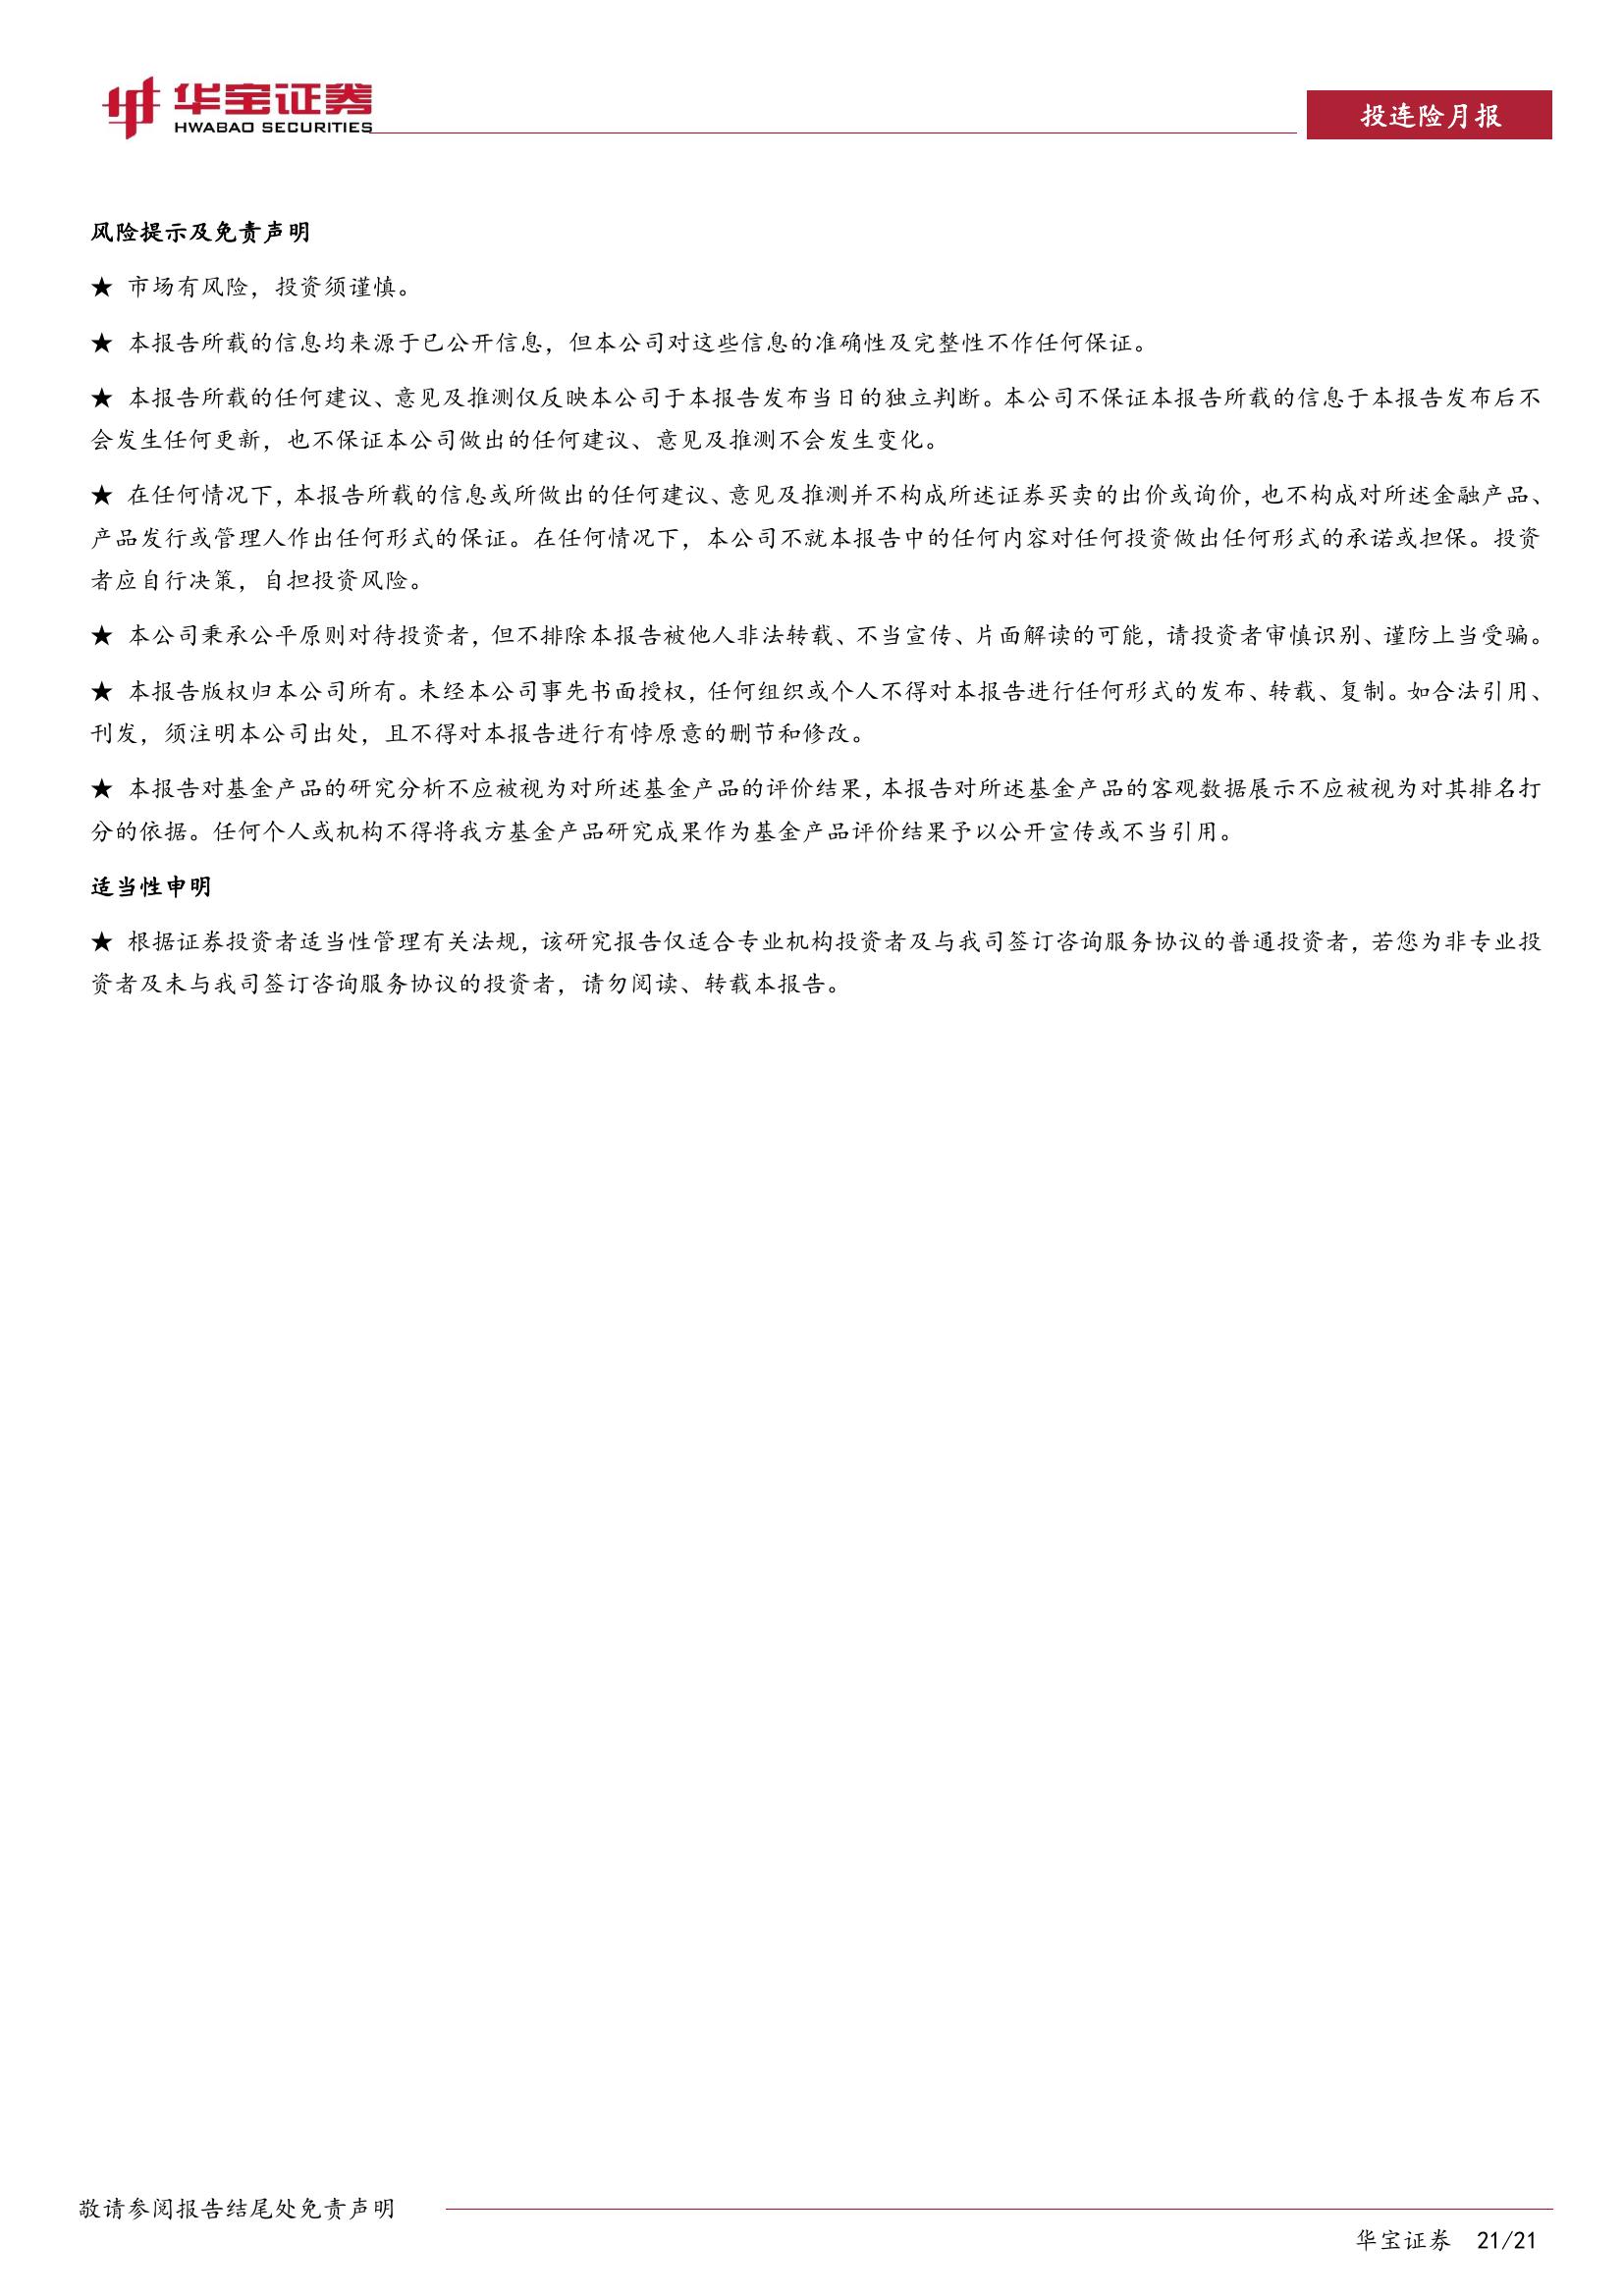 华宝证券
HWABAO SECURITIES
投连险月报
风险提示及免责声明
★ 市场有风险，投资须谨慎。
★ 本报告所载的信息均来源于已公开信息，但本公司对这些信息的准确性及完整性不作任何保证。
★ 本报告所载的任何建议、意见及推测仅反映本公司于本报告发布当日的独立判断。本公司不保证本报告所载的信息于本报告发布后不
会发生任何更新，也不保证本公司做出的任何建议、意见及推测不会发生变化。
★ 在任何情况下，本报告所载的信息或所做出的任何建议、意见及推测并不构成所述证券买卖的出价或询价，也不构成对所述金融产品、
产品发行或管理人作出任何形式的保证。在任何情况下，本公司不就本报告中的任何内容对任何投资做出任何形式的承诺或担保。投资
者应自行决策，自担投资风险。
★ 本公司秉承公平原则对待投资者，但不排除本报告被他人非法转载、不当宣传、片面解读的可能，请投资者审慎识别、谨防上当受骗。
★ 本报告版权归本公司所有。未经本公司事先书面授权，任何组织或个人不得对本报告进行任何形式的发布、转载、复制。如合法引用、
刊发，须注明本公司出处，且不得对本报告进行有悖原意的删节和修改。
★ 本报告对基金产品的研究分析不应被视为对所述基金产品的评价结果，本报告对所述基金产品的客观数据展示不应被视为对其排名打
分的依据。任何个人或机构不得将我方基金产品研究成果作为基金产品评价结果予以公开宣传或不当引用。
适当性申明
★ 根据证券投资者适当性管理有关法规，该研究报告仅适合专业机构投资者及与我司签订咨询服务协议的普通投资者，若您为非专业投
资者及未与我司签订咨询服务协议的投资者，请勿阅读、转载本报告。
敬请参阅报告结尾处免责声明
华宝证券 21/21